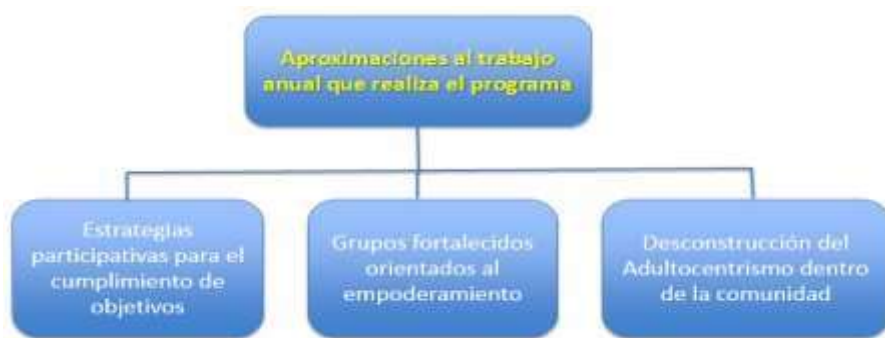 Aproximaciones al trabajo
anual que realiza el programa
Estrategias
participativas para el
cumplimiento de
objetivos
Grupos fortalecidos
orientados al
empoderamiento
Desconstrucción del
Adultocentrismo dentro
de la comunidad